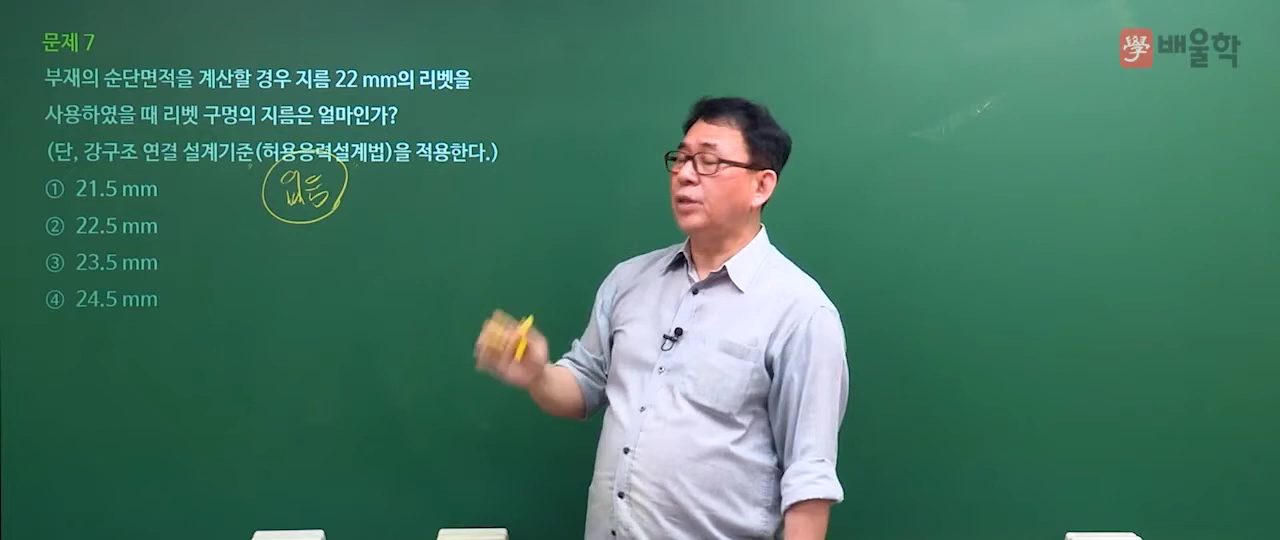 문제 7
學 배울학
부재의 순단면적을 계산할 경우 지름 22 mm의 리벳을
사용하였을 때 리벳 구멍의 지름은 얼마인가?
(단, 강구조 연결 설계기준(허용응력설계법)을 적용한다.)
① 21.5 mm
없음
② 22.5 mm
③ 23.5 mm
④ 24.5 mm